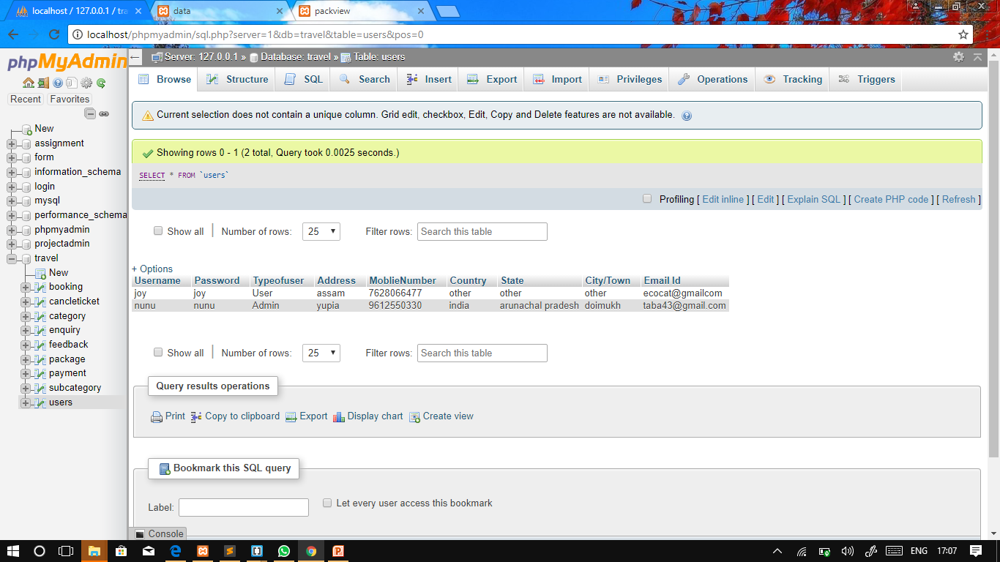 localhost / 127.0.0.1 / tra
data
packview
localhost/phpmyadmin/sql.php?server=1&db=travel&table=users&pos=0
phpMyAdmin
Recent Favorites
New
assignment
form
information_schema
login
mysql
performance_schema
phpmyadmin
projectadmin
travel
New
booking
cancleticket
category
enquiry
feedback
package
payment
subcategory
users
Server: 127.0.0.1 » Database: travel » Table: users
Browse Structure SQL Search Insert Export Import Privileges Operations Tracking Triggers
Current selection does not contain a unique column. Grid edit, checkbox, Edit, Copy and Delete features are not available.
Showing rows 0 - 1 (2 total, Query took 0.0025 seconds.)
SELECT * FROM `users`
Profiling [ Edit inline ] [ Edit ] [ Explain SQL ] [ Create PHP code ] [ Refresh ]
Show all | Number of rows: 25 Filter rows: Search this table
+ Options
Username Password Typeofuser Address MoblieNumber Country State City/Town Email Id
joy joy User assam 7628066477 other other other ecocat@gmailcom
nunu nunu Admin yupia 9612550330 india arunachal pradesh doimukh taba43@gmail.com
Show all | Number of rows: 25 Filter rows: Search this table
Query results operations
Print Copy to clipboard Export Display chart Create view
Bookmark this SQL query
Label: Let every user access this bookmark
Console
ENG 17:07